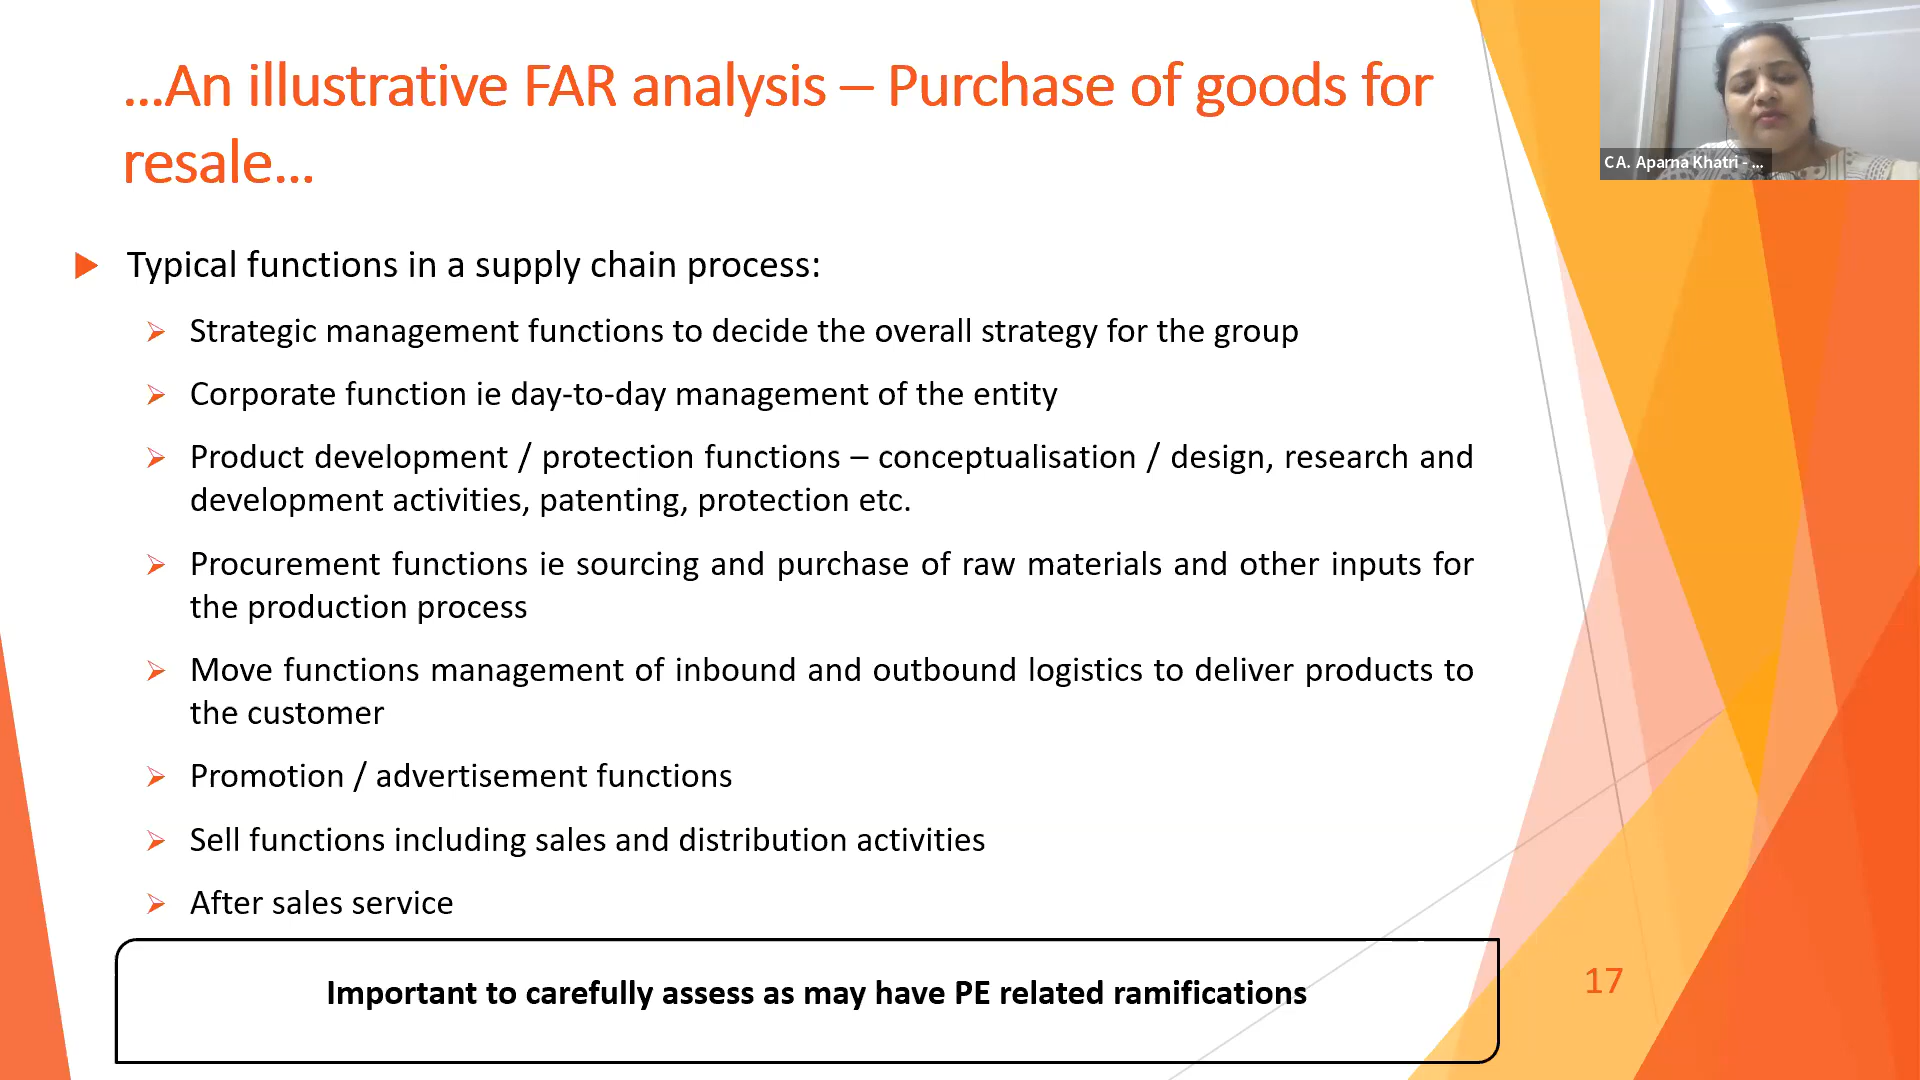 ...An illustrative FAR analysis – Purchase of goods for
resale...
CA. Aparna Khatri - ...
Typical functions in a supply chain process:
Strategic management functions to decide the overall strategy for the group
Corporate function ie day-to-day management of the entity
Product development / protection functions – conceptualisation / design, research and
development activities, patenting, protection etc.
Procurement functions ie sourcing and purchase of raw materials and other inputs for
the production process
Move functions management of inbound and outbound logistics to deliver products to
the customer
Promotion / advertisement functions
Sell functions including sales and distribution activities
After sales service
Important to carefully assess as may have PE related ramifications
17